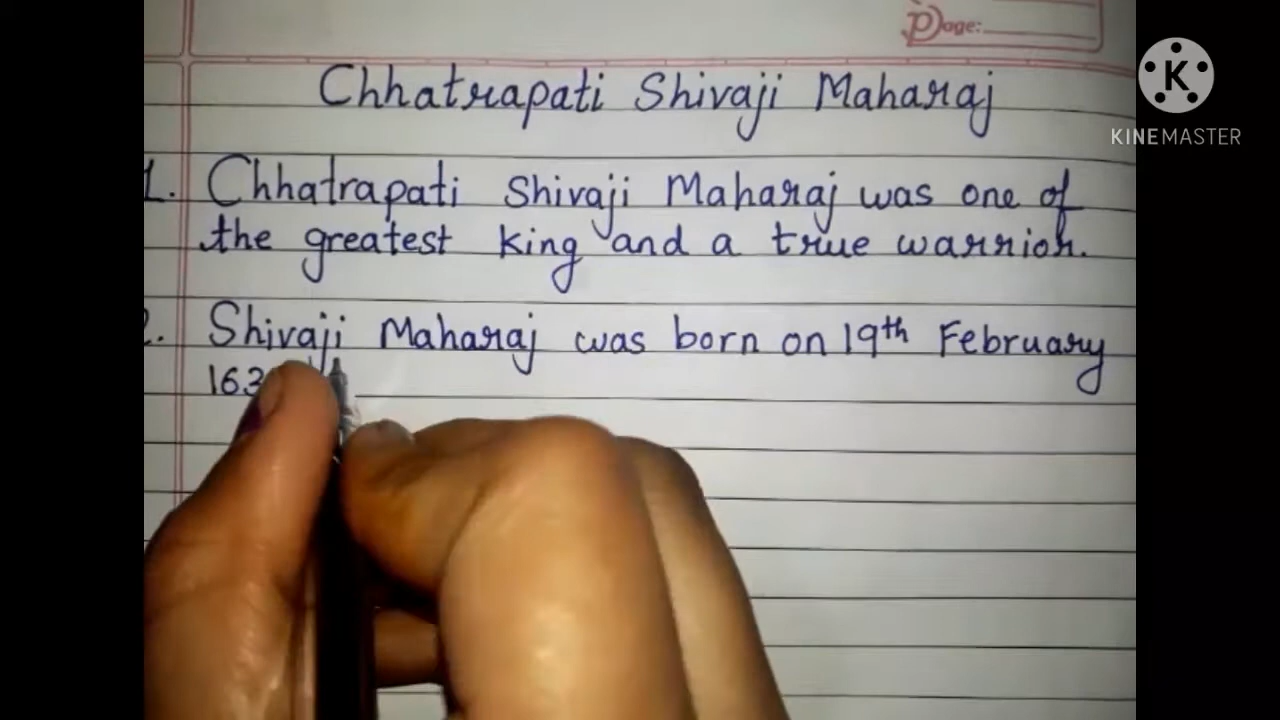 Page:
Chhatrapati Shivaji Maharaj
1. Chhatrapati Shivaji Maharaj was one of
the greatest king and a true warrior.
2. Shivaji Maharaj was born on 19th February
KINEMASTER